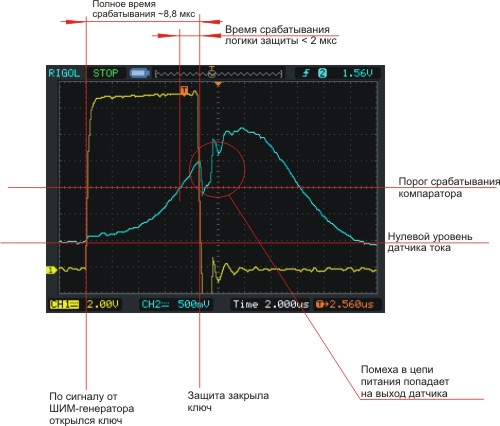 Полное время
срабатывания ~8,8 мкс
Время срабатывания
логики защиты < 2 мкс
RIGOL STOP T 2 1.56V
T
Порог срабатывания
компаратора
Нулевой уровень
датчика тока
1
CH1 2.00V CH2 500mV Time 2.000us T→2.560us
Помеха в цепи
питания попадает
на выход датчика
По сигналу от
ШИМ-генератора
открылся ключ
Защита закрыла
ключ